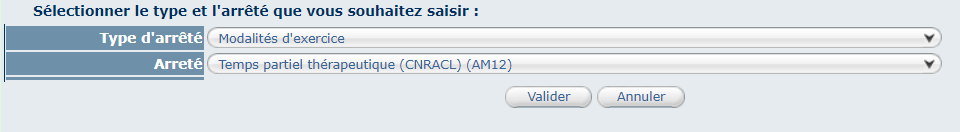 Sélectionner le type et l'arrêté que vous souhaitez saisir :
Type d'arrêté Modalités d'exercice
Arreté Temps partiel thérapeutique (CNRACL) (AM12)
Valider Annuler